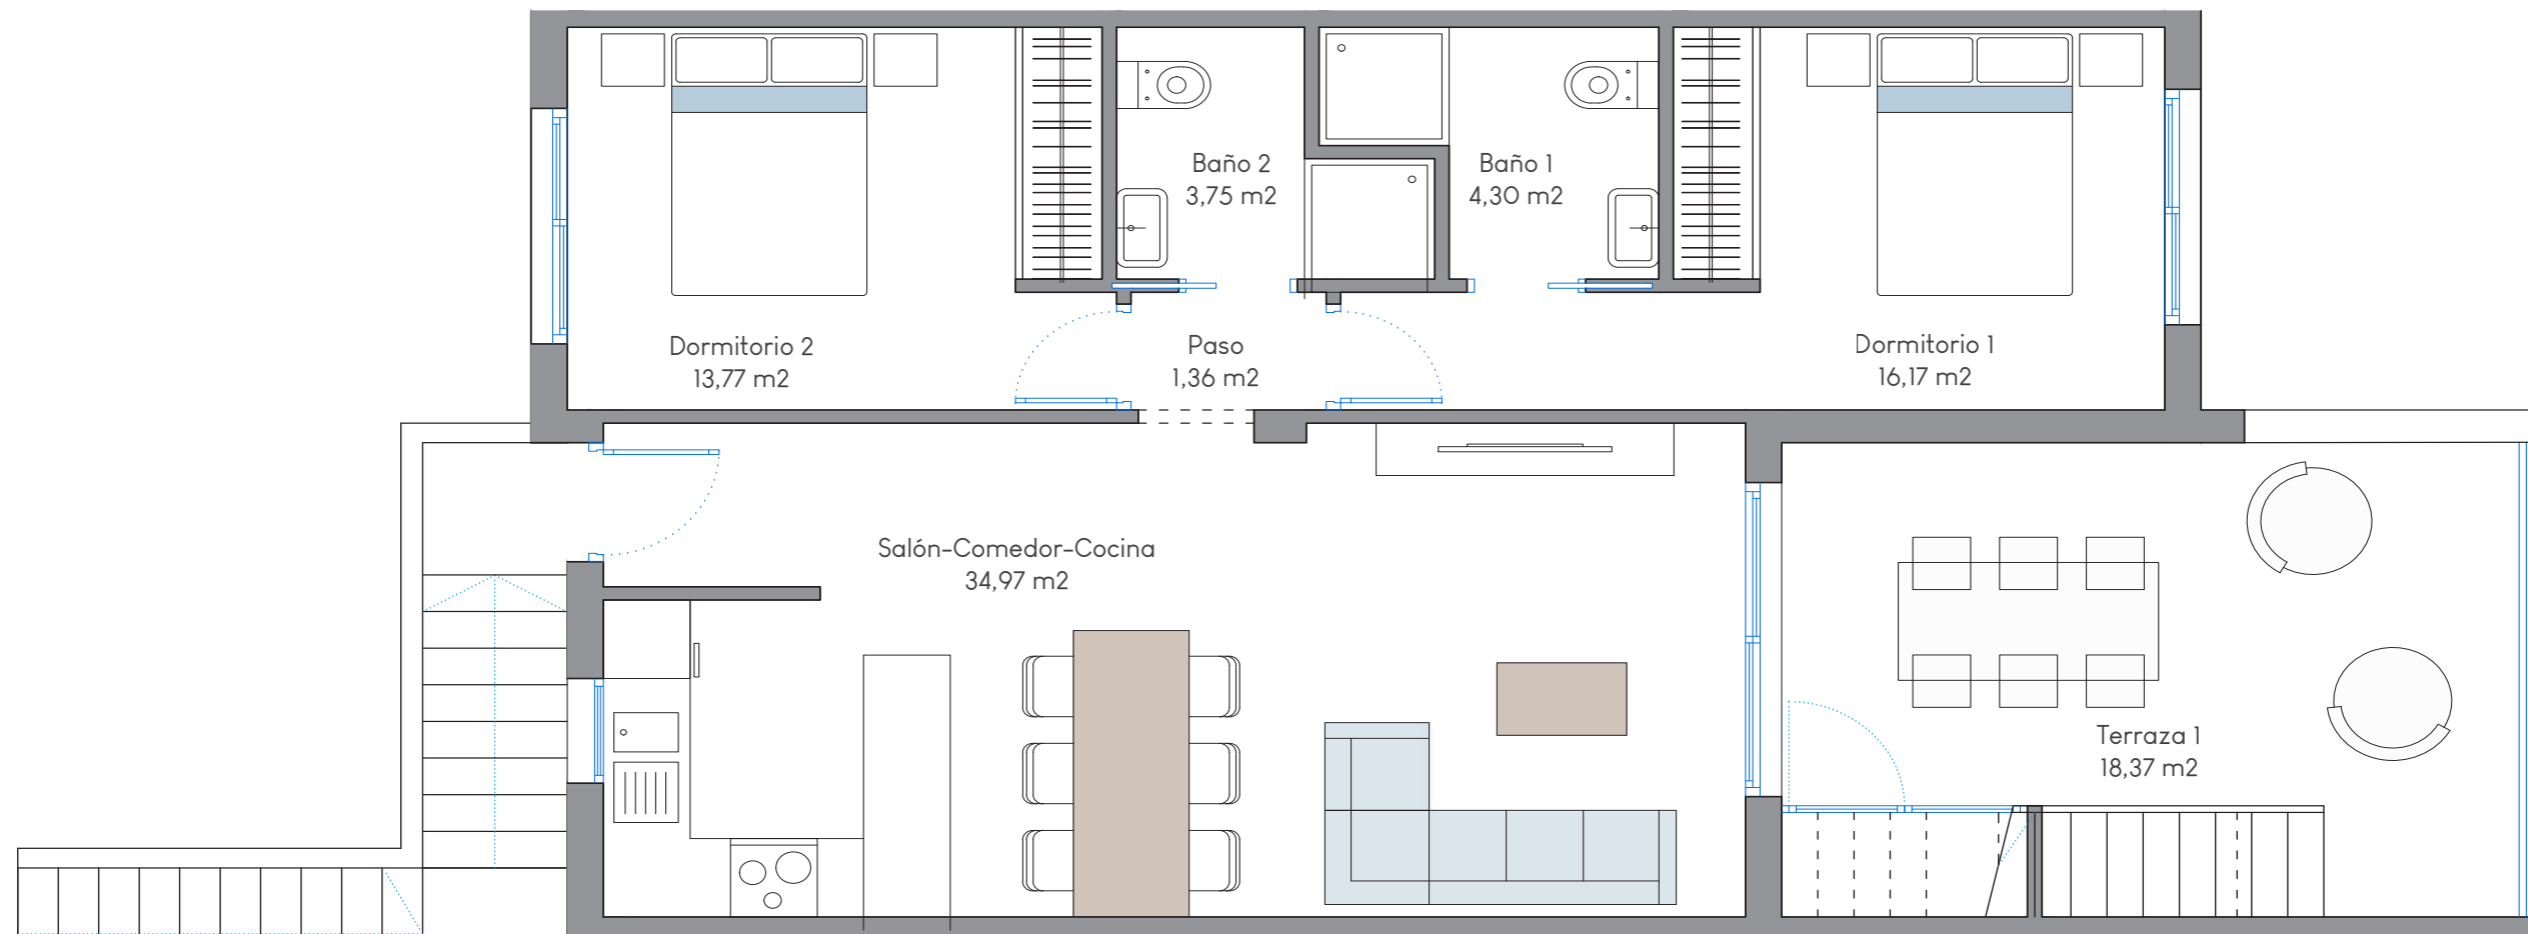 Baño 2
3,75 m2
Baño 1
4,30 m2
Dormitorio 2
13,77 m2
Paso
1,36 m2
Dormitorio 1
16,17 m2
Salón-Comedor-Cocina
34,97 m2
Terraza 1
18,37 m2